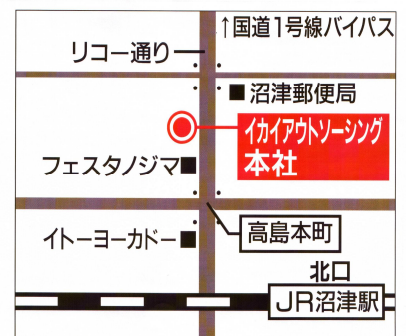 ↑国道1号線バイパス
リコー通り
■沼津郵便局
イカイアウトソーシング
本社
フェスタノジマ■
高島本町
イトーヨーカドー■
北口
JR沼津駅